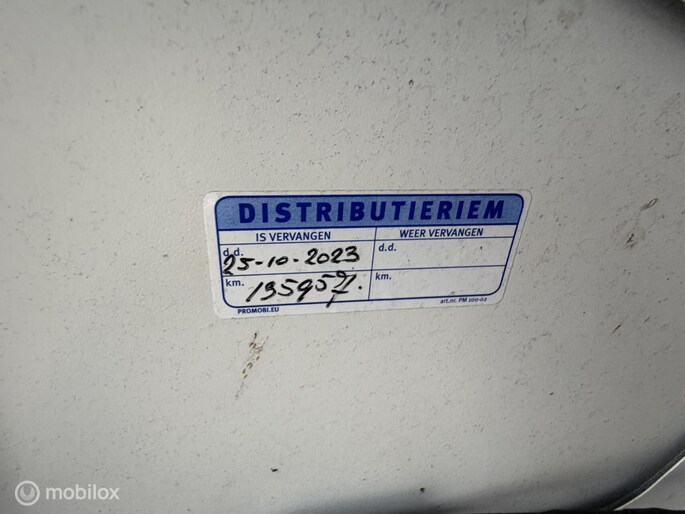 DISTRIBUTIERIEM
IS VERVANGEN
WEER VERVANGEN
d.d.
25-10-2023
d.d.
km.
km.
PROMOBI.EU
art.nr. PM 100-02
mobilox